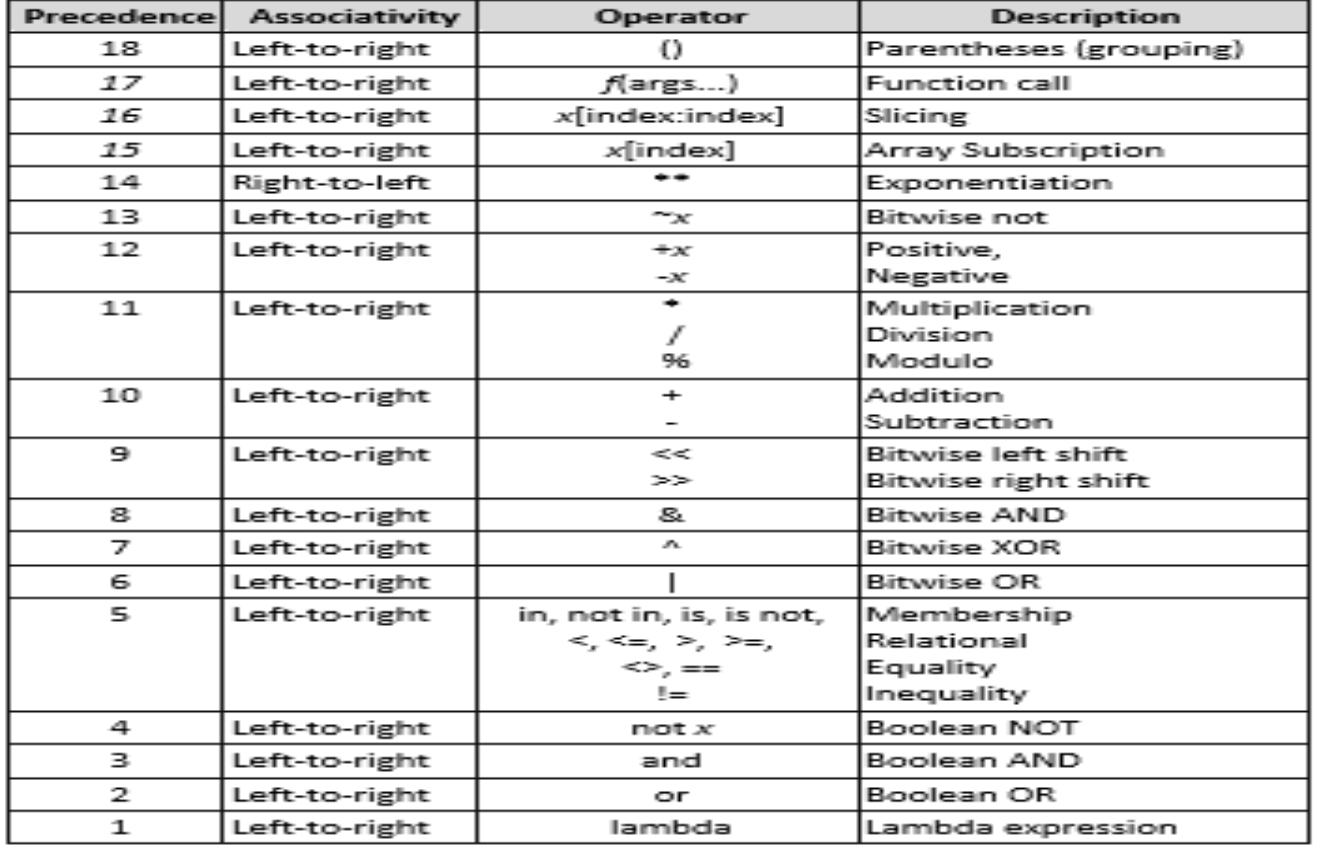 Precedence Associativity Operator Description
18 Left-to-right () Parentheses (grouping)
17 Left-to-right f(args...) Function call
16 Left-to-right x[index:index] Slicing
15 Left-to-right x[index] Array Subscription
14 Right-to-left ** Exponentiation
13 Left-to-right ~x Bitwise not
12 Left-to-right +x Positive,
-x Negative
11 Left-to-right * Multiplication
/ Division
% Modulo
10 Left-to-right + Addition
- Subtraction
9 Left-to-right << Bitwise left shift
>> Bitwise right shift
8 Left-to-right & Bitwise AND
7 Left-to-right ^ Bitwise XOR
6 Left-to-right | Bitwise OR
5 Left-to-right in, not in, is, is not, Membership
<, <=, >, >=, Relational
<>, == Equality
!= Inequality
4 Left-to-right not x Boolean NOT
3 Left-to-right and Boolean AND
2 Left-to-right or Boolean OR
1 Left-to-right lambda Lambda expression